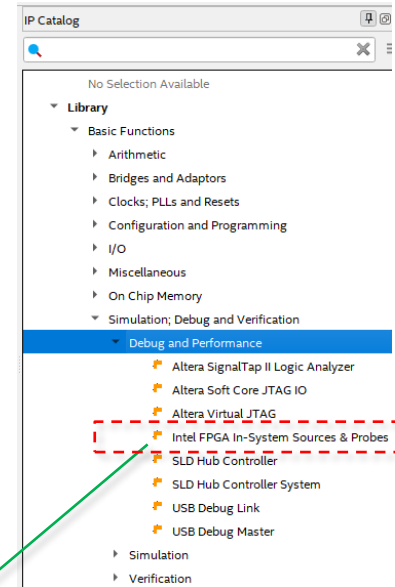 IP Catalog
No Selection Available
Library
Basic Functions
Arithmetic
Bridges and Adaptors
Clocks; PLLs and Resets
Configuration and Programming
I/O
Miscellaneous
On Chip Memory
Simulation; Debug and Verification
Debug and Performance
Altera SignalTap II Logic Analyzer
Altera Soft Core JTAG IO
Altera Virtual JTAG
Intel FPGA In-System Sources & Probes
SLD Hub Controller
SLD Hub Controller System
USB Debug Link
USB Debug Master
Simulation
Verification